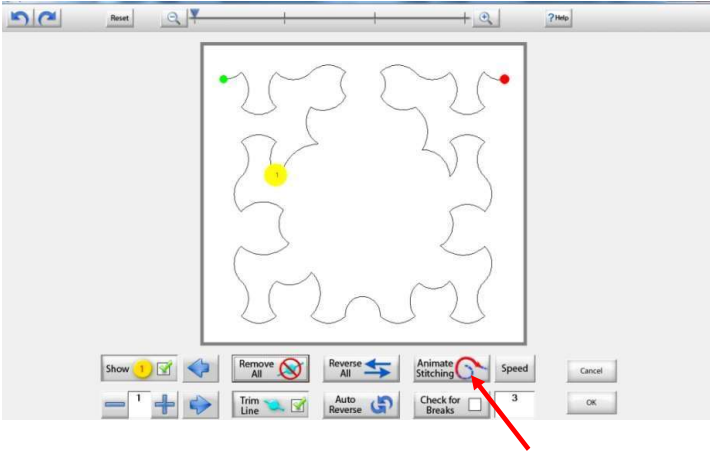 Reset
? Help
1
Show 1
Remove
All
Reverse
All
Animate
Stitching
Speed
Cancel
1
Trim
Line
Auto
Reverse
Check for
Breaks
3
OK